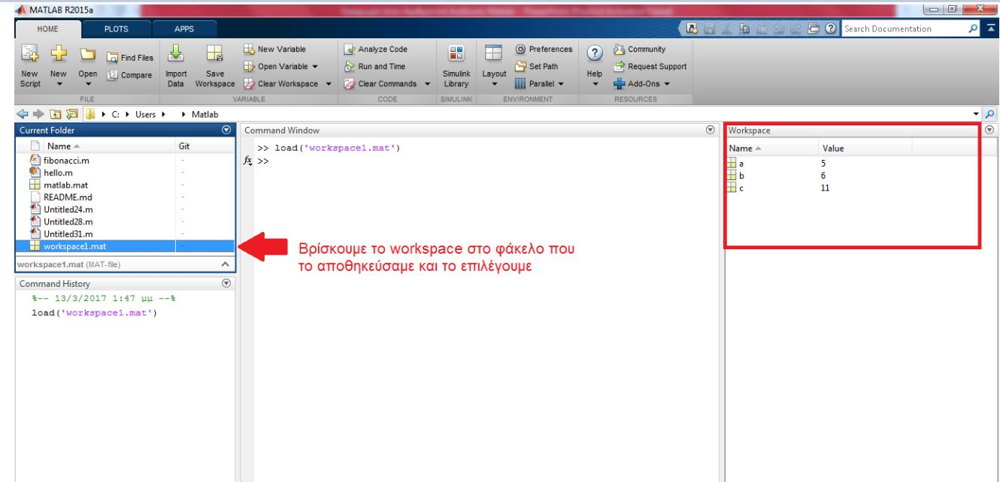 MATLAB R2015a
HOME PLOTS APPS
Search Documentation
New Script
New
Open
Find Files
Compare
Import Data
Save Workspace
New Variable
Open Variable
Clear Workspace
Analyze Code
Run and Time
Clear Commands
Simulink Library
Layout
Preferences
Set Path
Parallel
Help
Community
Request Support
Add-Ons
FILE VARIABLE CODE SIMULINK ENVIRONMENT RESOURCES
C: Users Matlab
Current Folder
Name Git
fibonacci.m
hello.m
matlab.mat
README.md
Untitled24.m
Untitled28.m
Untitled31.m
workspace1.mat
workspace1.mat (MAT-file)
Command History
%-- 13/3/2017 1:47 μμ --%
load('workspace1.mat')
Command Window
>> load('workspace1.mat')
fx >>
Βρίσκουμε το workspace στο φάκελο που
το αποθηκεύσαμε και το επιλέγουμε
Workspace
Name Value
a 5
b 6
c 11